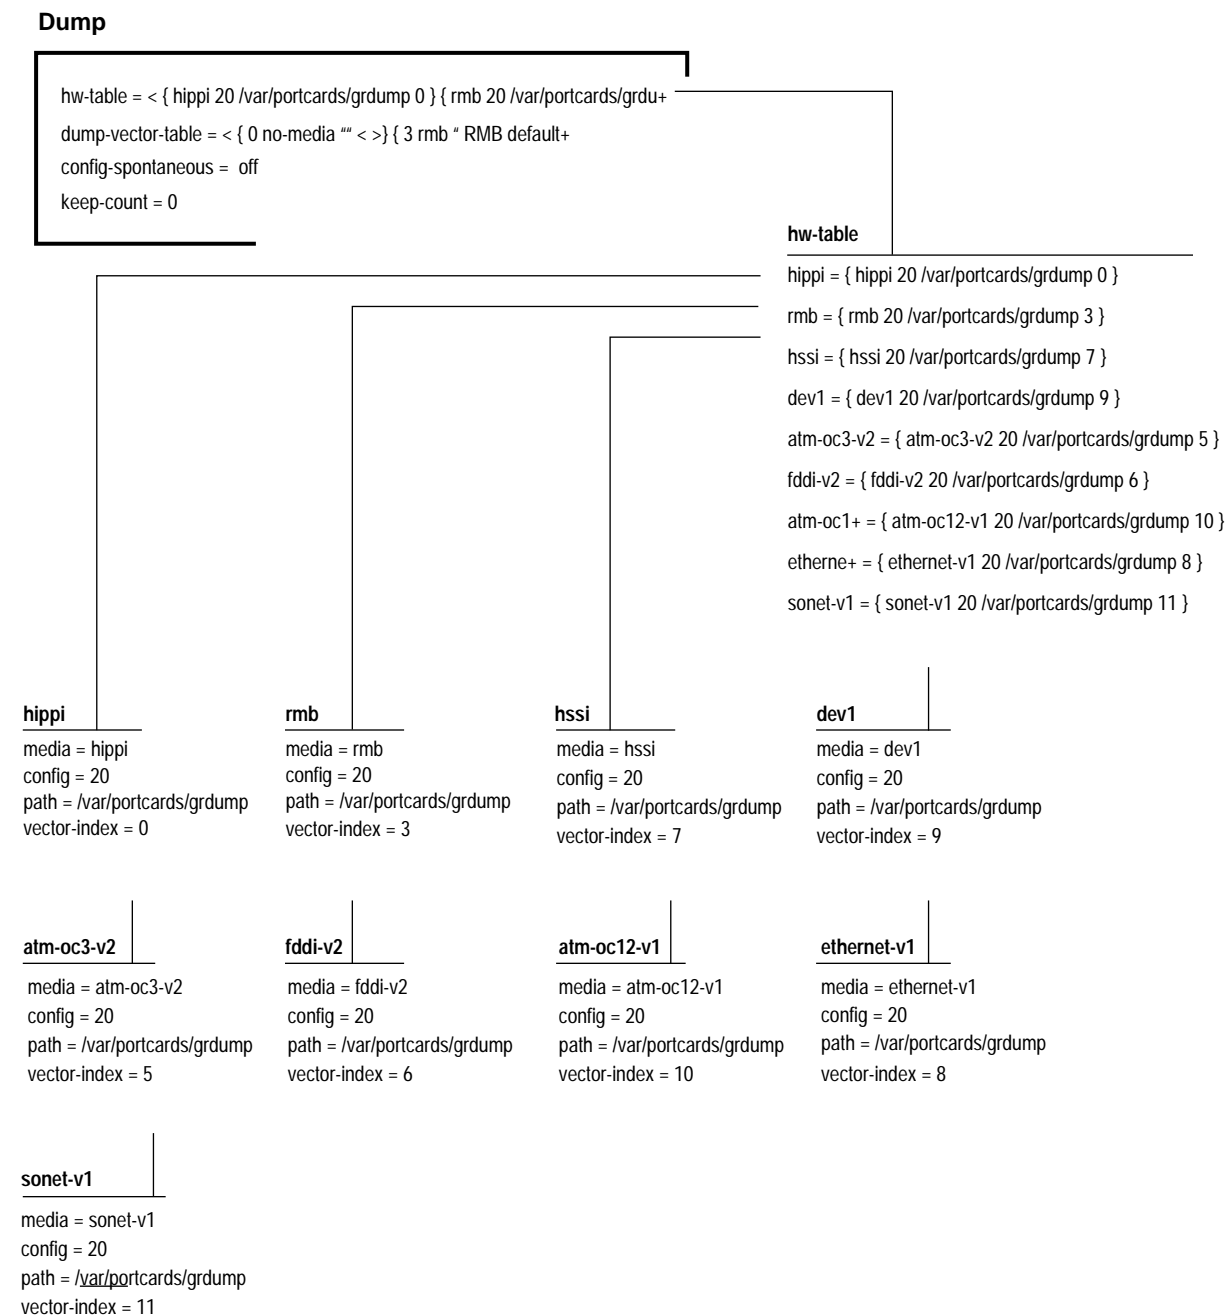 Dump
hw-table = < { hippi 20 /var/portcards/grdump 0 } { rmb 20 /var/portcards/grdu+
dump-vector-table = < { 0 no-media "" < >} { 3 rmb " RMB default+
config-spontaneous = off
keep-count = 0
hw-table
hippi = { hippi 20 /var/portcards/grdump 0 }
rmb = { rmb 20 /var/portcards/grdump 3 }
hssi = { hssi 20 /var/portcards/grdump 7 }
dev1 = { dev1 20 /var/portcards/grdump 9 }
atm-oc3-v2 = { atm-oc3-v2 20 /var/portcards/grdump 5 }
fddi-v2 = { fddi-v2 20 /var/portcards/grdump 6 }
atm-oc1+ = { atm-oc12-v1 20 /var/portcards/grdump 10 }
etherne+ = { ethernet-v1 20 /var/portcards/grdump 8 }
sonet-v1 = { sonet-v1 20 /var/portcards/grdump 11 }
hippi
media = hippi
config = 20
path = /var/portcards/grdump
vector-index = 0
rmb
media = rmb
config = 20
path = /var/portcards/grdump
vector-index = 3
hssi
media = hssi
config = 20
path = /var/portcards/grdump
vector-index = 7
dev1
media = dev1
config = 20
path = /var/portcards/grdump
vector-index = 9
atm-oc3-v2
media = atm-oc3-v2
config = 20
path = /var/portcards/grdump
vector-index = 5
fddi-v2
media = fddi-v2
config = 20
path = /var/portcards/grdump
vector-index = 6
atm-oc12-v1
media = atm-oc12-v1
config = 20
path = /var/portcards/grdump
vector-index = 10
ethernet-v1
media = ethernet-v1
config = 20
path = /var/portcards/grdump
vector-index = 8
sonet-v1
media = sonet-v1
config = 20
path = /var/portcards/grdump
vector-index = 11